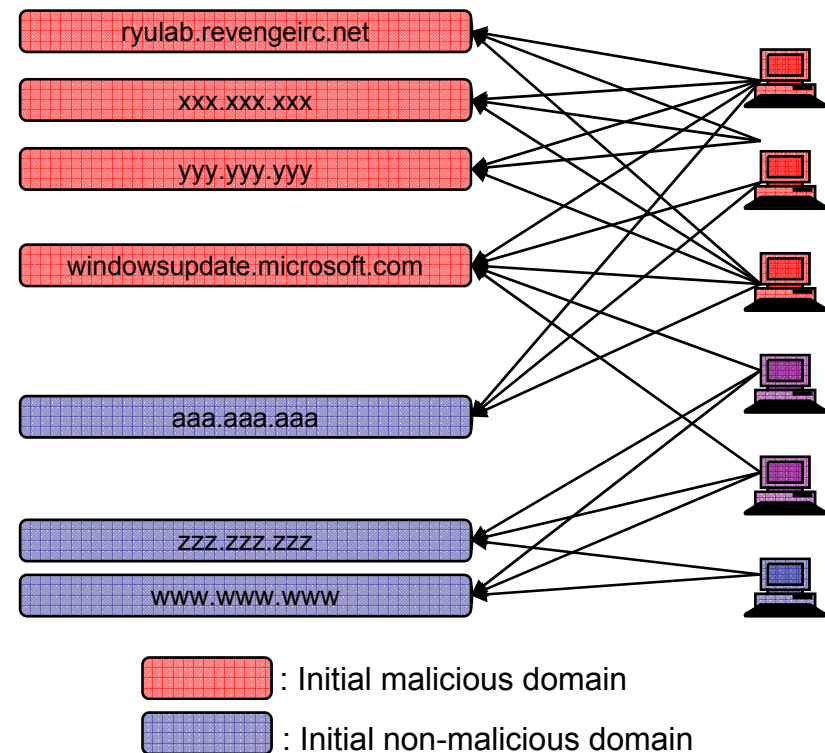 ryulab.revengeirc.net
xxx.xxx.xxx
yyy.yyy.yyy
windowsupdate.microsoft.com
aaa.aaa.aaa
zzz.zzz.zzz
www.www.www
: Initial malicious domain
: Initial non-malicious domain